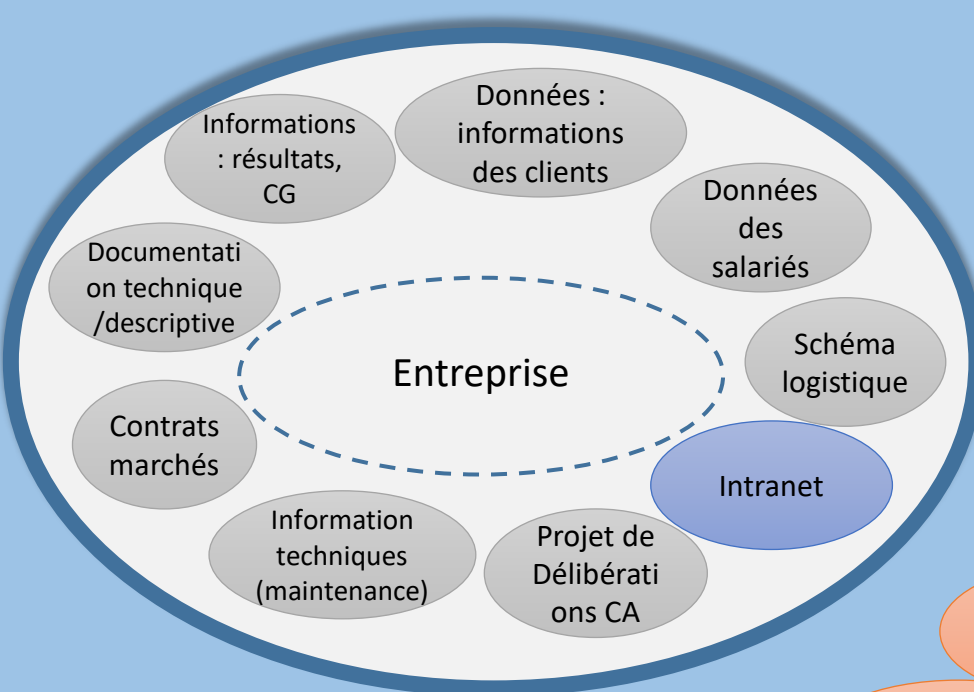 Données :
informations
des clients
Informations
: résultats,
CG
Données
des
salariés
Documentati
on technique
/descriptive
Schéma
logistique
Entreprise
Contrats
marchés
Intranet
Information
techniques
(maintenance)
Projet de
Délibérati
ons CA